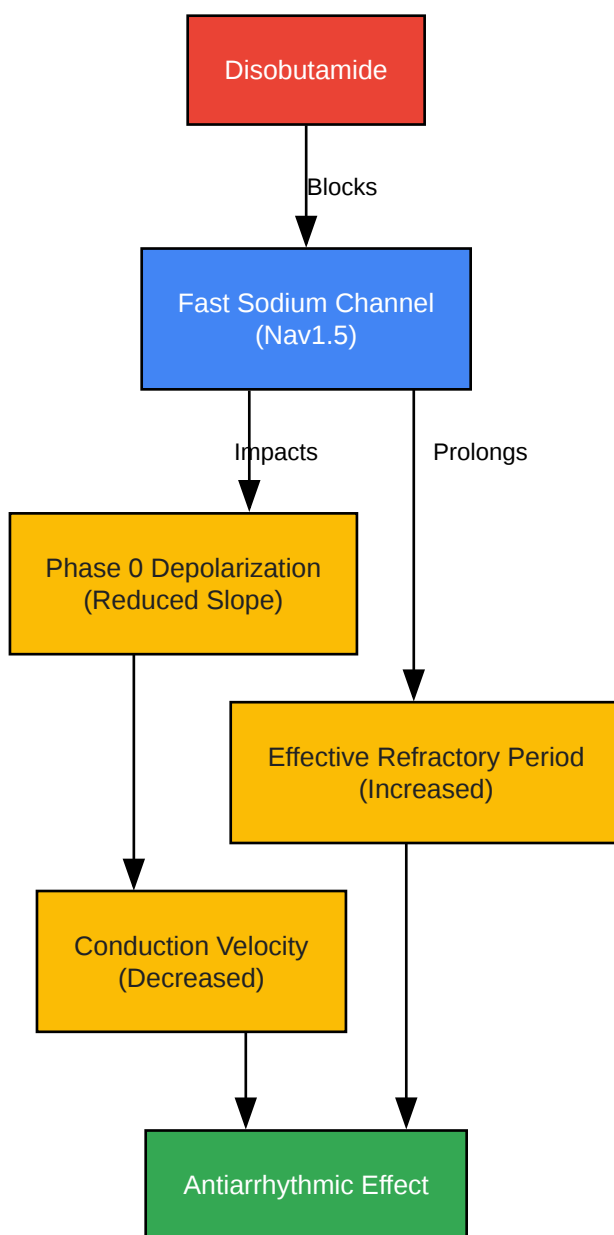 Disobutamide
Blocks
Fast Sodium Channel
(Nav1.5)
Impacts
Prolongs
Phase 0 Depolarization
(Reduced Slope)
Effective Refractory Period
(Increased)
Conduction Velocity
(Decreased)
Antiarrhythmic Effect